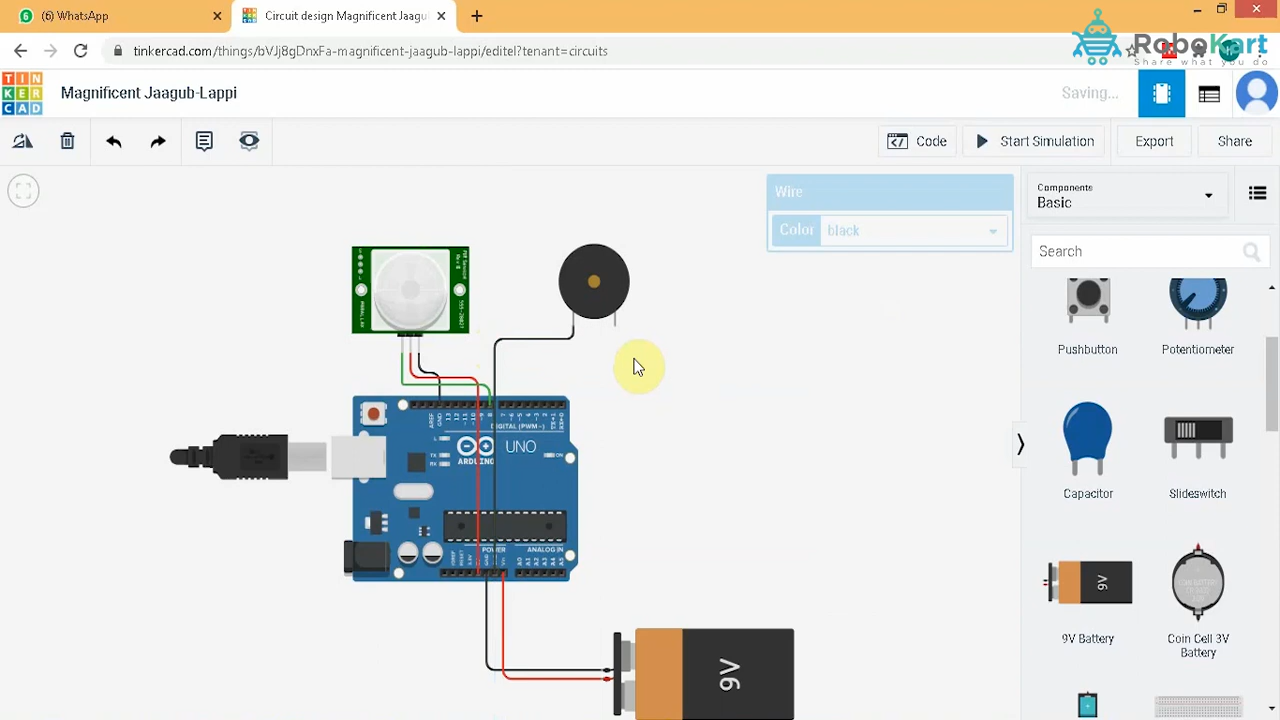 (6) WhatsApp
Circuit design Magnificent Jaagu
tinkercad.com/things/bVJj8gDnxFa-magnificent-jaagub-lappi/editel?tenant=circuits
RoboKart
Share what you do
TIN
KER
CAD
Magnificent Jaagub-Lappi
Saving...
Code
Start Simulation
Export
Share
Wire
Color
black
Components
Basic
Search
Pushbutton
Potentiometer
Capacitor
Slideswitch
9V
9V Battery
Coin Cell 3V
Battery
DIGITAL (PWM~)
UNO
ARDUINO
POWER
ANALOG IN
9V